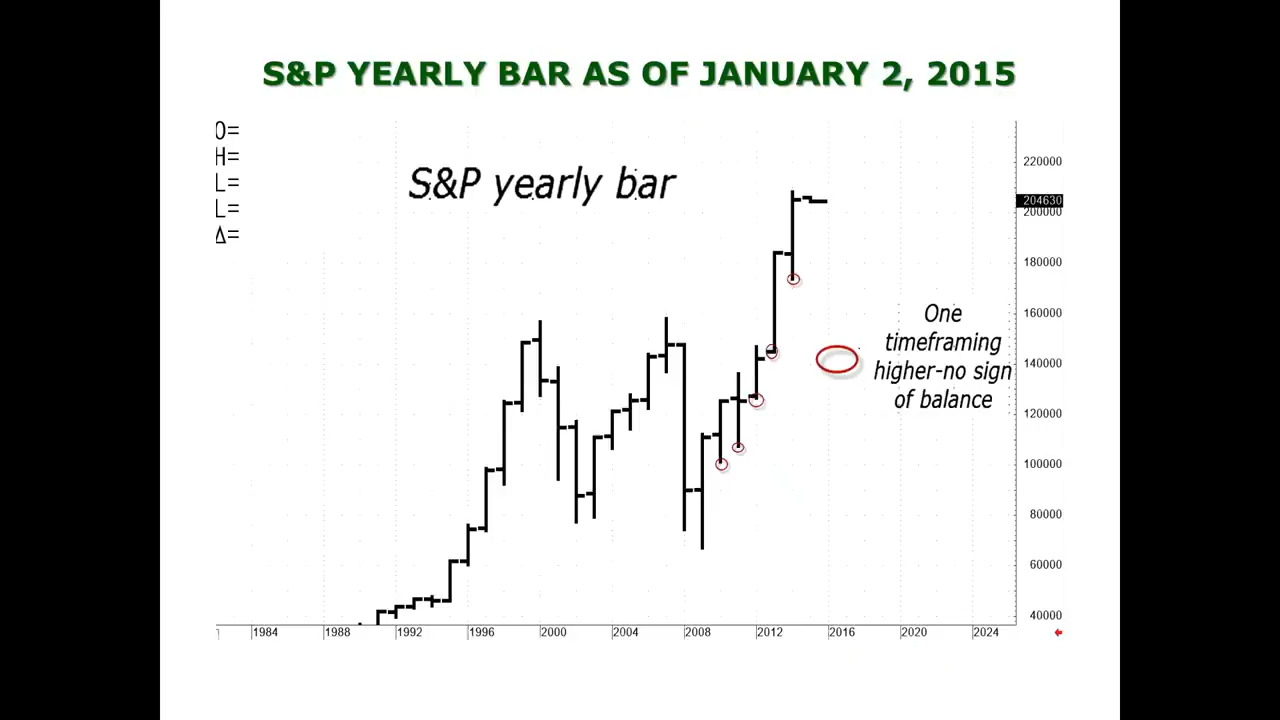 S&P YEARLY BAR AS OF JANUARY 2, 2015
O=
H=
L=
L=
Δ=
S&P yearly bar
220000
204630
200000
180000
160000
140000
120000
100000
80000
60000
40000
One
timeframing
higher-no sign
of balance
1984 1988 1992 1996 2000 2004 2008 2012 2016 2020 2024